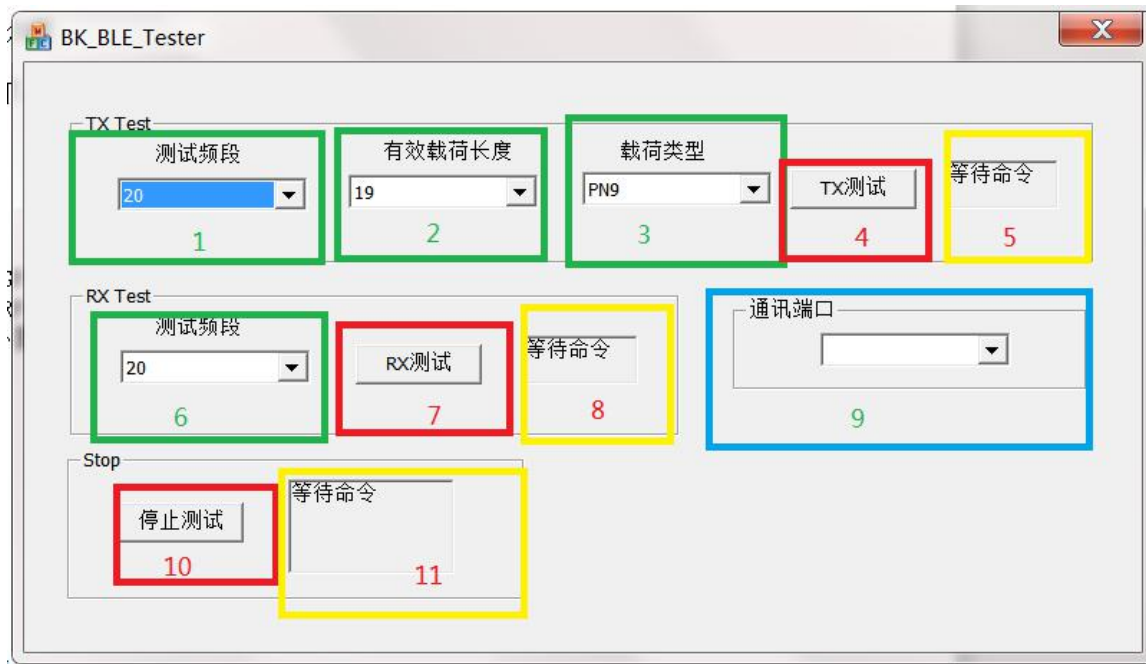 BK_BLE_Tester
TX Test
测试频段
有效载荷长度
载荷类型
20
19
PN9
TX测试
等待命令
1
2
3
4
5
RX Test
测试频段
20
RX测试
等待命令
通讯端口
6
7
8
9
Stop
停止测试
等待命令
10
11